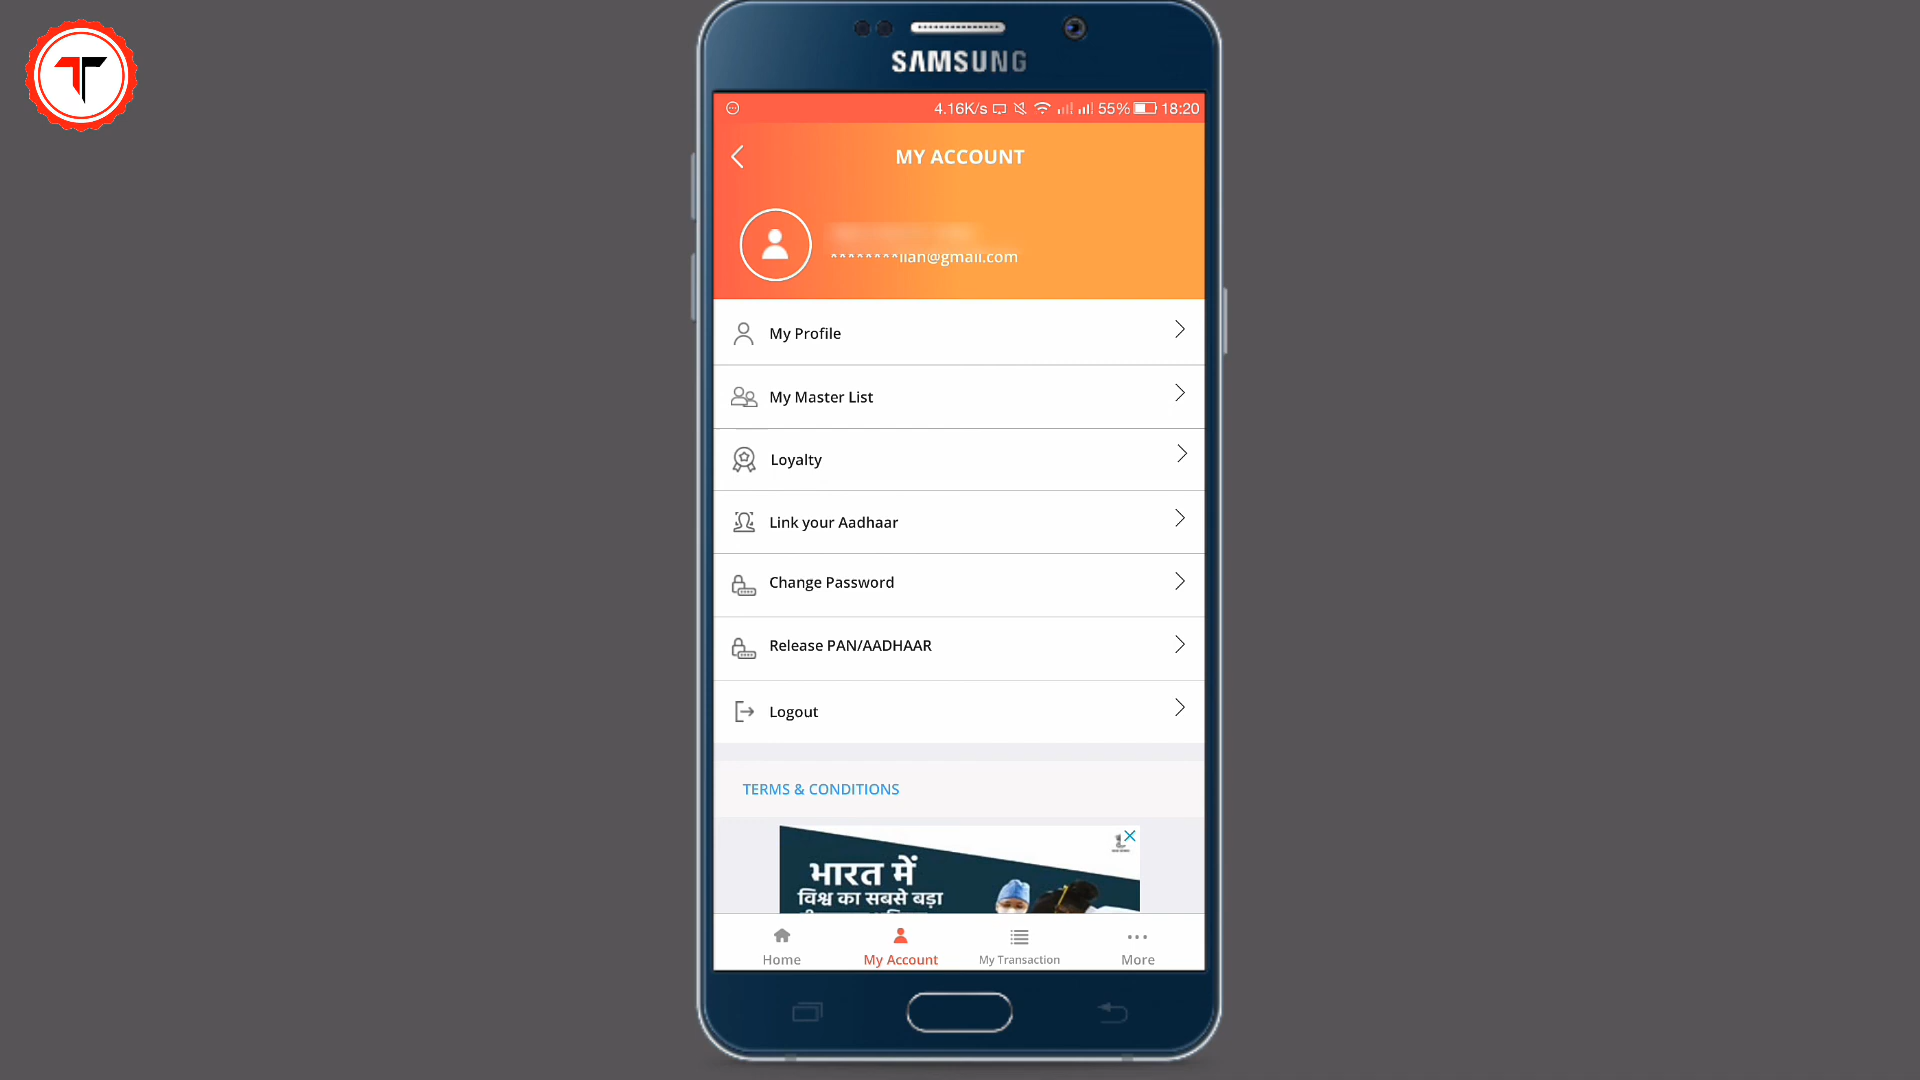 SAMSUNG
4.16K/s 55% 18:20
MY ACCOUNT
********lian@gmail.com
My Profile
My Master List
Loyalty
Link your Aadhaar
Change Password
Release PAN/AADHAAR
Logout
TERMS & CONDITIONS
भारत में
विश्व का सबसे बड़ा
Home
My Account
My Transaction
More